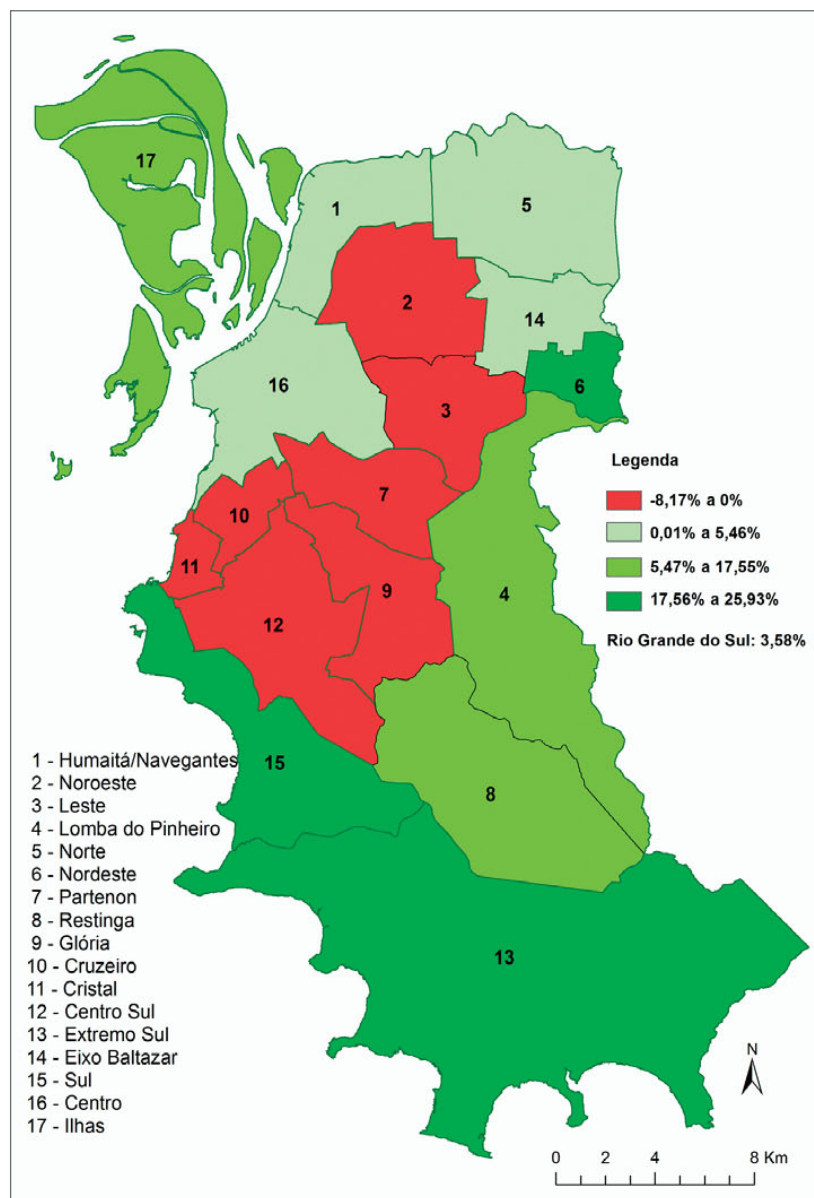 17
1
5
2
14
16
6
3
Legenda
-8,17% a 0%
7
0,01% a 5,46%
10
5,47% a 17,55%
11
9
4
17,56% a 25,93%
12
Rio Grande do Sul: 3,58%
15
8
13
1 - Humaitá/Navegantes
2 - Noroeste
3 - Leste
4 - Lomba do Pinheiro
5 - Norte
6 - Nordeste
7 - Partenon
8 - Restinga
9 - Glória
10 - Cruzeiro
11 - Cristal
12 - Centro Sul
13 - Extremo Sul
14 - Eixo Baltazar
15 - Sul
16 - Centro
17 - Ilhas
N
0 2 4 8 Km